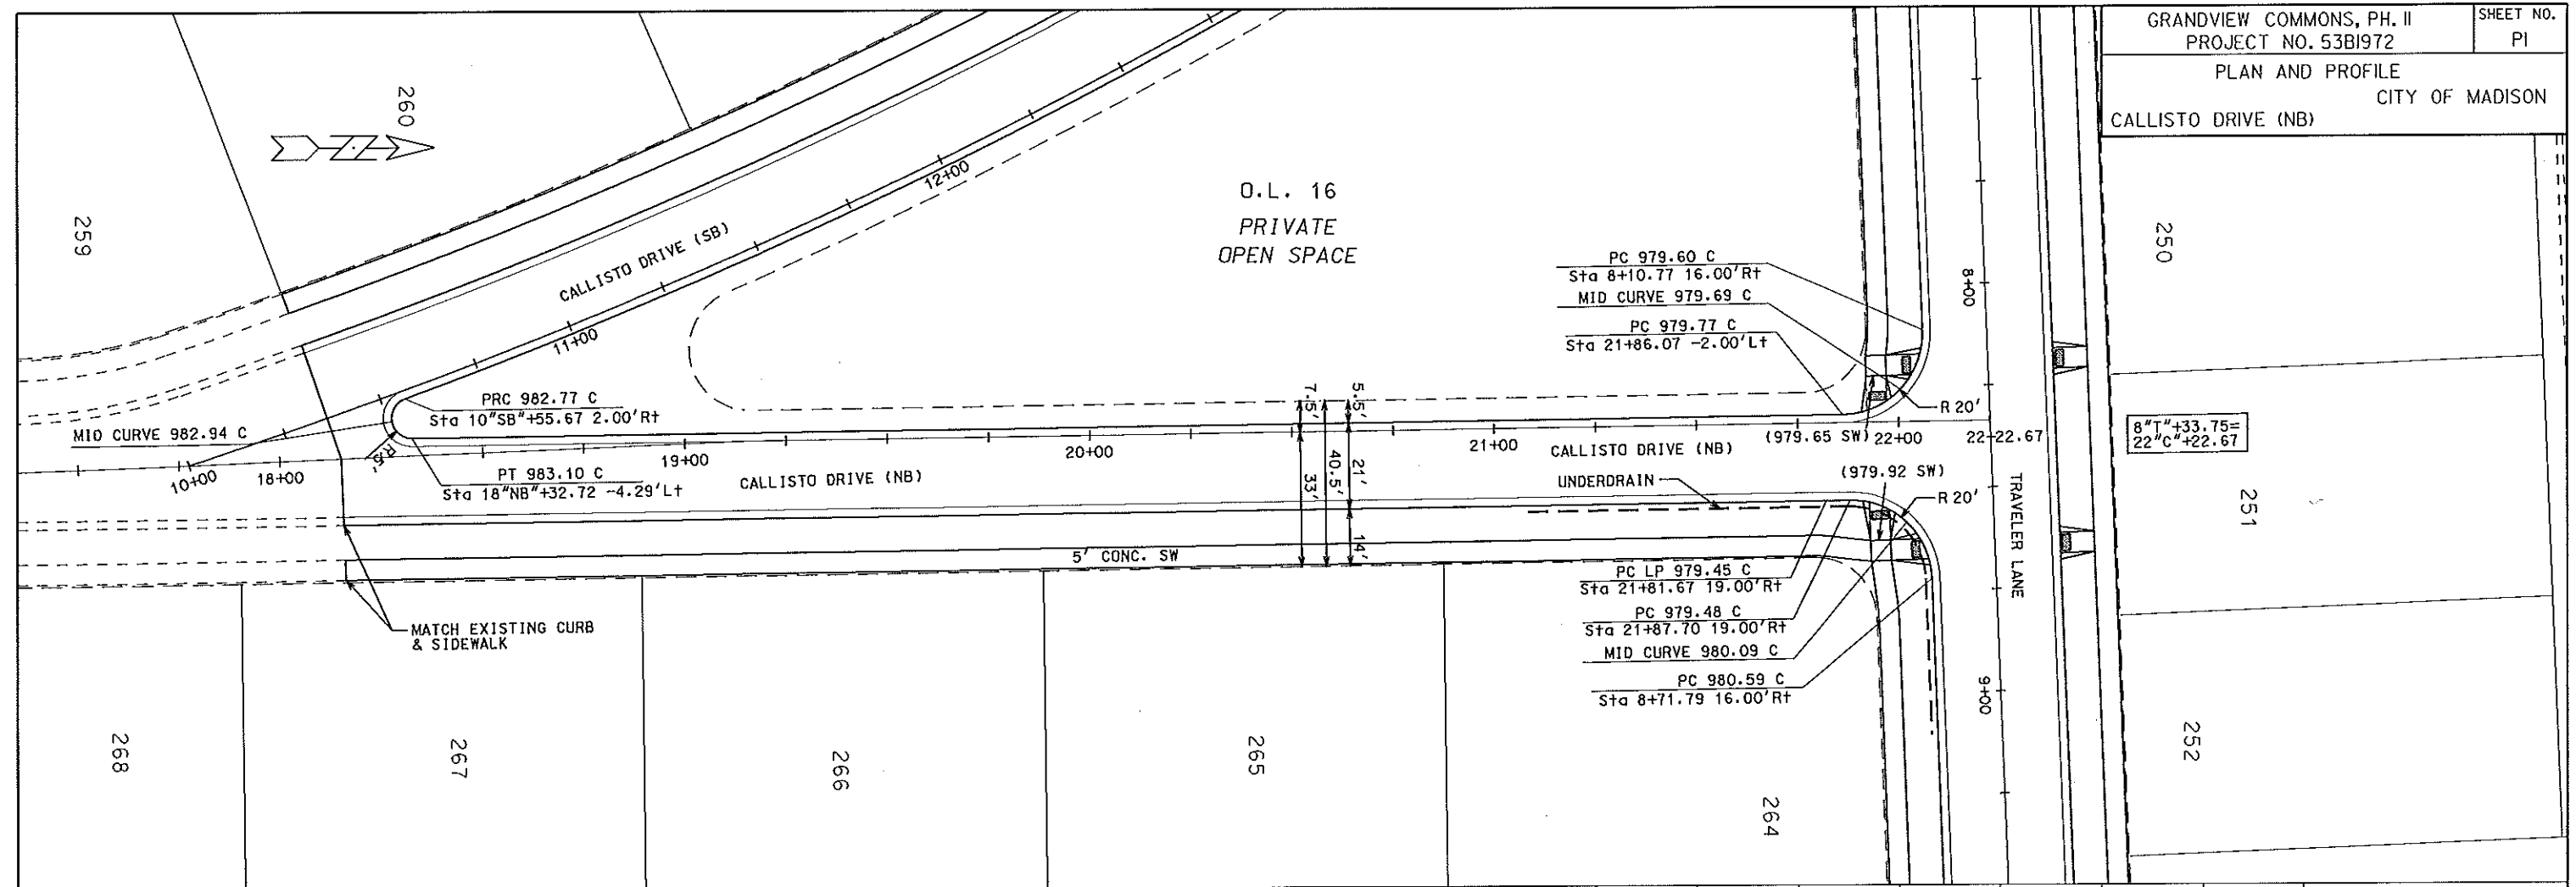 GRANDVIEW COMMONS, PH. II
PROJECT NO. 53B1972
SHEET NO.
P1
PLAN AND PROFILE
CITY OF MADISON
CALLISTO DRIVE (NB)
260
259
12+00
CALLISTO DRIVE (SB)
11+00
O.L. 16
PRIVATE
OPEN SPACE
PC 979.60 C
Sta 8+10.77 16.00'Rt
MID CURVE 979.69 C
PC 979.77 C
Sta 21+86.07 -2.00'Lt
8+00
250
R 20'
8"T"+33.75=
22"C"+22.67
PRC 982.77 C
Sta 10"SB"+55.67 2.00'Rt
MID CURVE 982.94 C
R5'
PT 983.10 C
Sta 18"NB"+32.72 -4.29'Lt
10+00
18+00
19+00
CALLISTO DRIVE (NB)
20+00
7.5'
5.5'
33'
40.5'
21'
14'
21+00
CALLISTO DRIVE (NB)
(979.65 SW)
22+00
22+22.67
UNDERDRAIN
(979.92 SW)
R 20'
TRAVELER LANE
251
5' CONC. SW
PC LP 979.45 C
Sta 21+81.67 19.00'Rt
PC 979.48 C
Sta 21+87.70 19.00'Rt
MID CURVE 980.09 C
PC 980.59 C
Sta 8+71.79 16.00'Rt
9+00
MATCH EXISTING CURB
& SIDEWALK
268
267
266
265
264
252